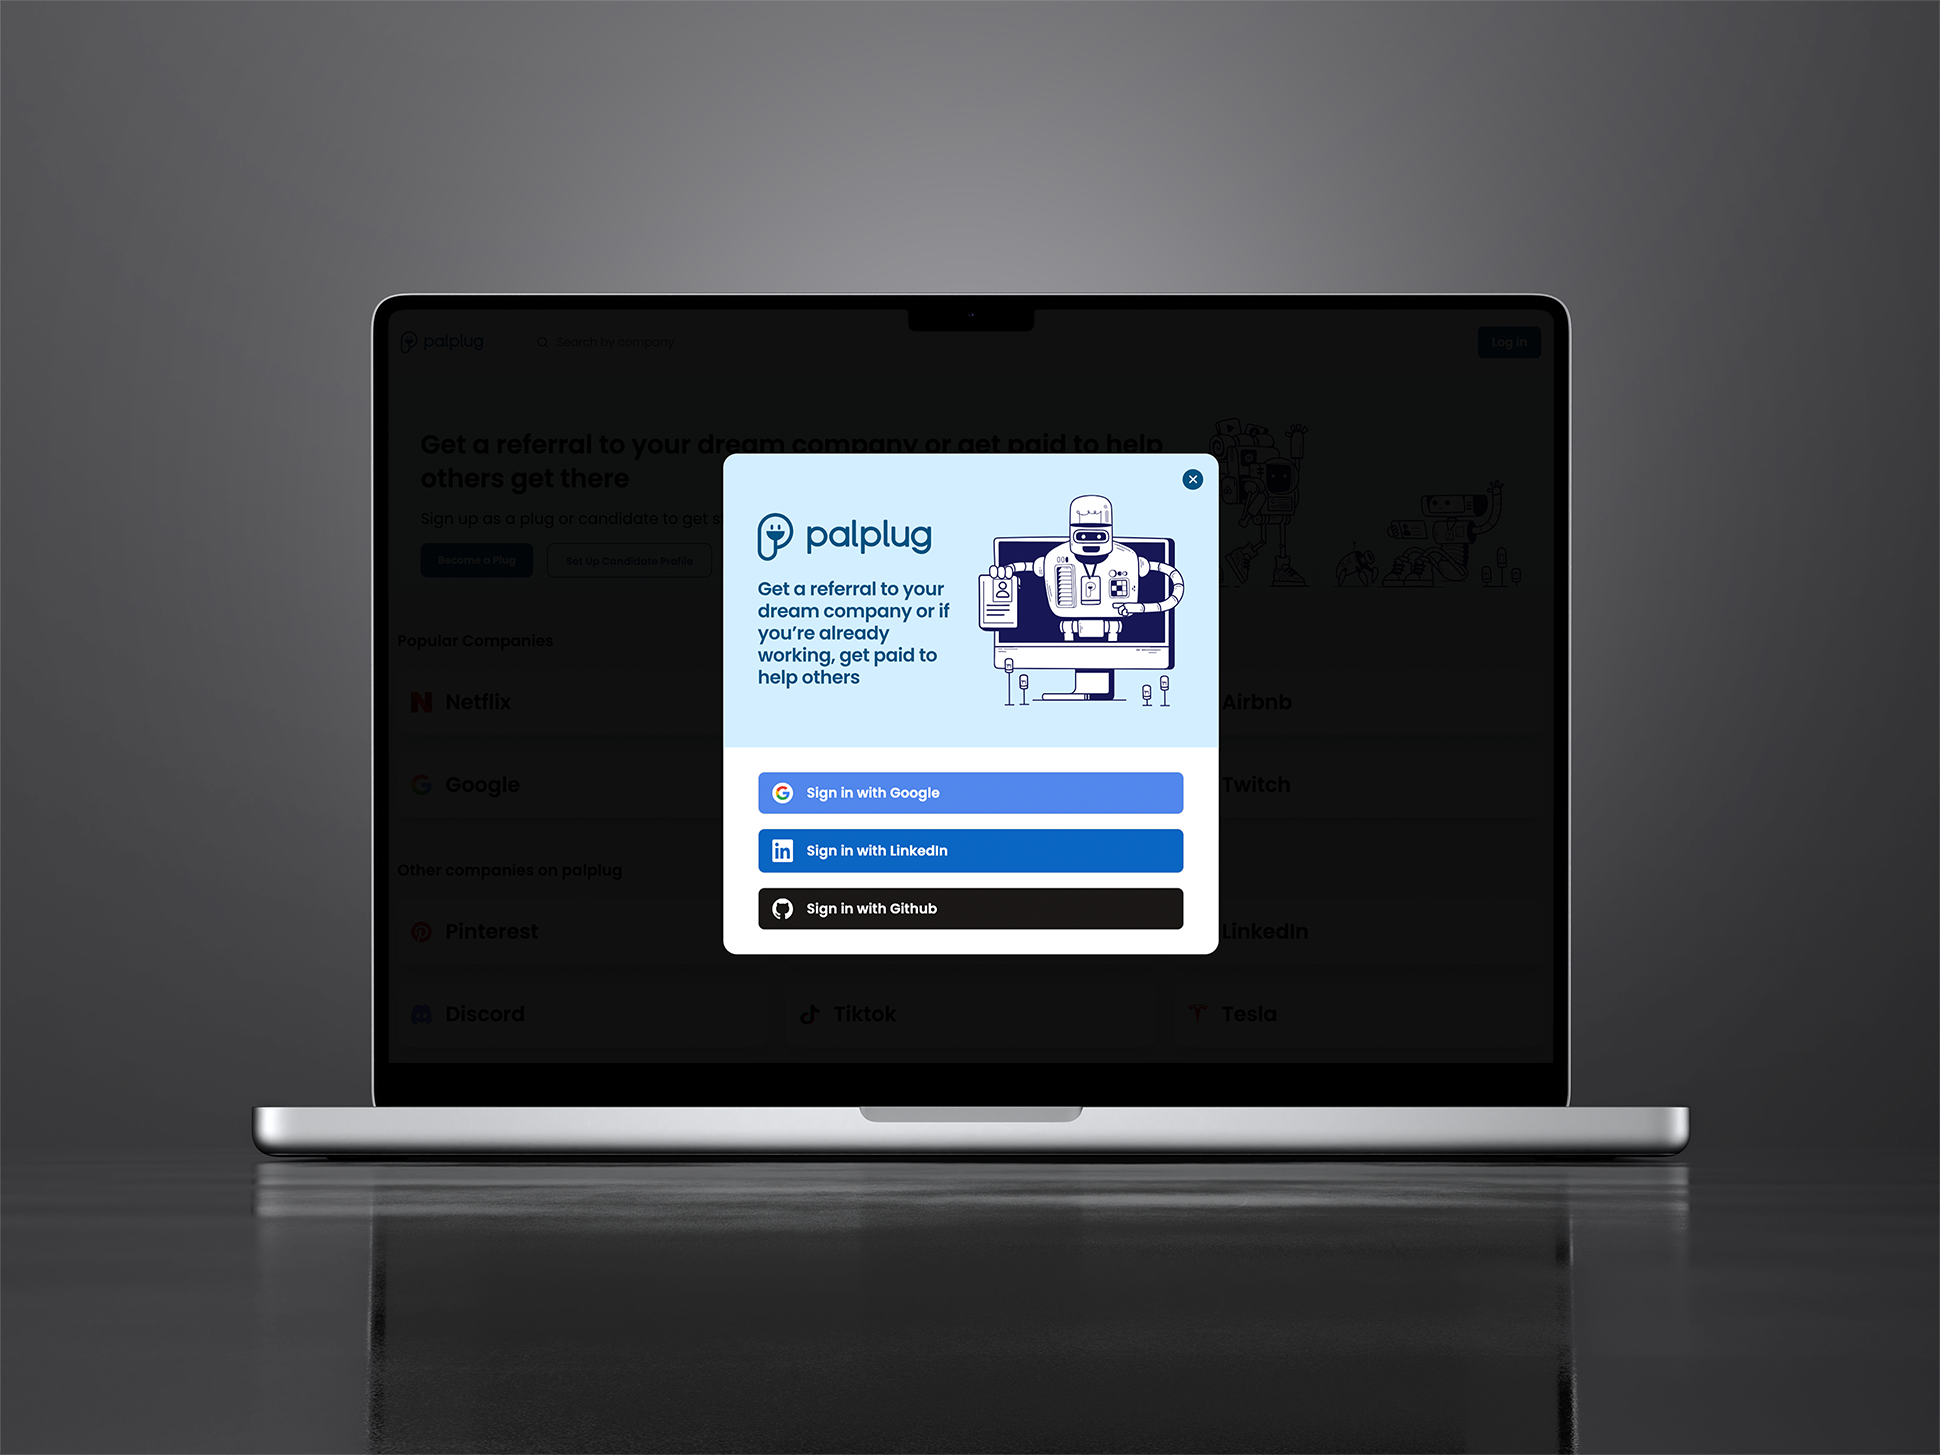 palplug
Search by company
Log in
Get a referral to your dream company or get paid to help
others get there
Sign up as a plug or candidate to get s
Become a Plug
Set Up Candidate Profile
palplug
Get a referral to your
dream company or if
you're already
working, get paid to
help others
Sign in with Google
Sign in with LinkedIn
Sign in with Github
Popular Companies
Netflix
Airbnb
Google
Twitch
Other companies on palplug
Pinterest
LinkedIn
Discord
Tiktok
Tesla